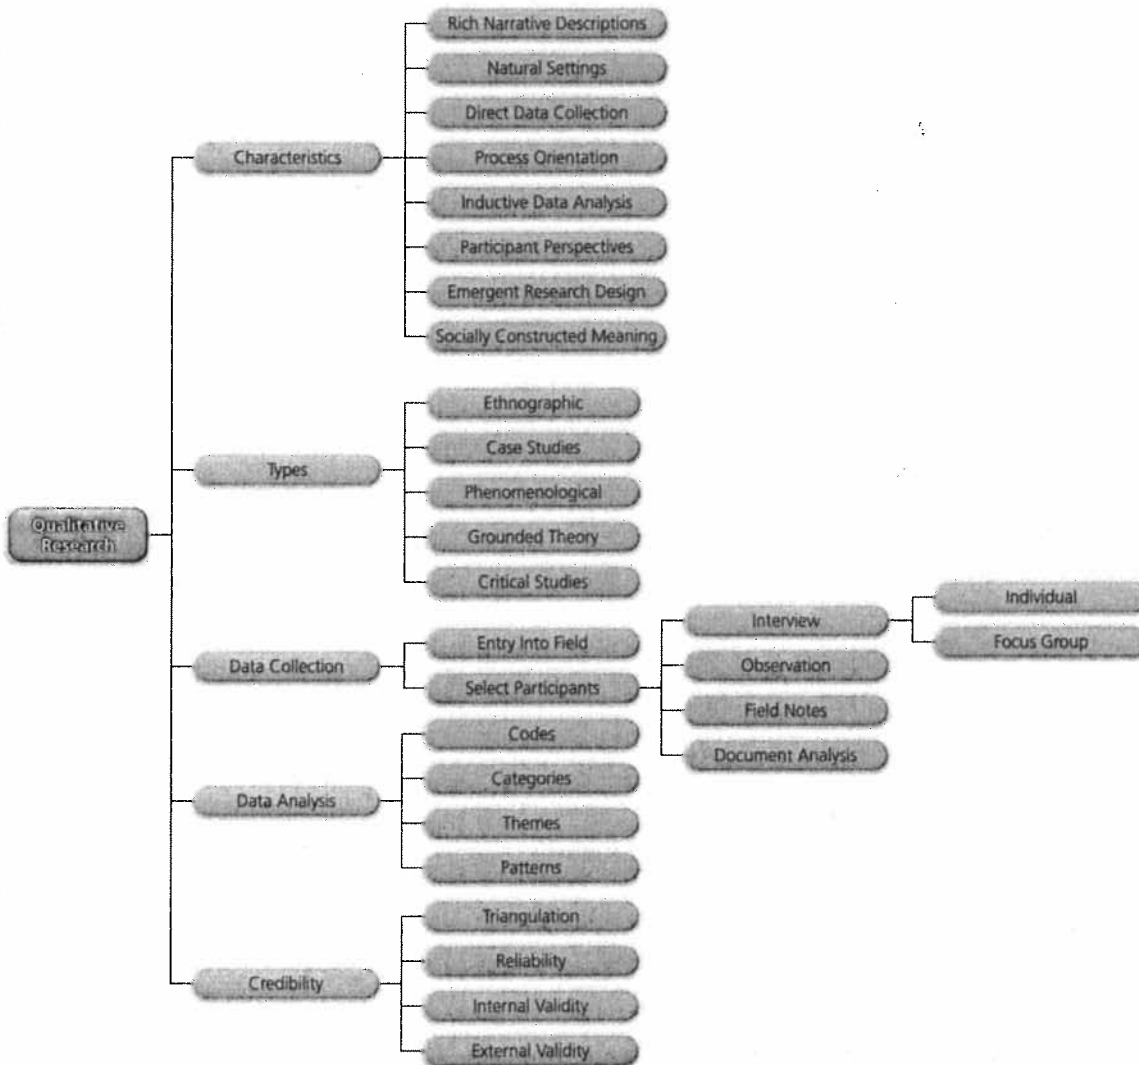 Qualitative
Research
Characteristics
Rich Narrative Descriptions
Natural Settings
Direct Data Collection
Process Orientation
Inductive Data Analysis
Participant Perspectives
Emergent Research Design
Socially Constructed Meaning
Types
Ethnographic
Case Studies
Phenomenological
Grounded Theory
Critical Studies
Data Collection
Entry Into Field
Select Participants
Interview
Individual
Focus Group
Observation
Field Notes
Document Analysis
Data Analysis
Codes
Categories
Themes
Patterns
Credibility
Triangulation
Reliability
Internal Validity
External Validity